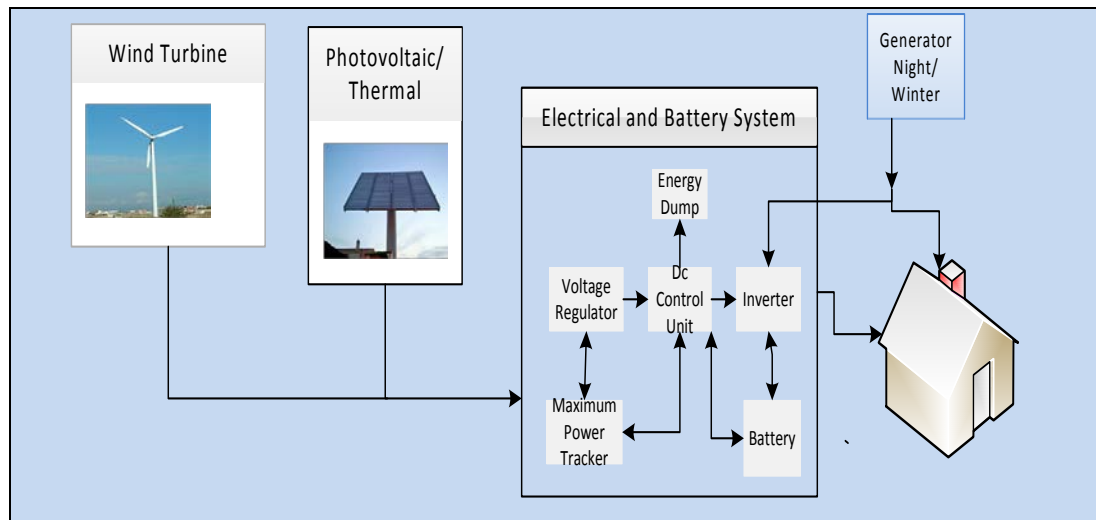 Wind Turbine
Photovoltaic/
Thermal
Generator
Night/
Winter
Electrical and Battery System
Energy
Dump
Voltage
Regulator
Dc
Control
Unit
Inverter
Maximum
Power
Tracker
Battery